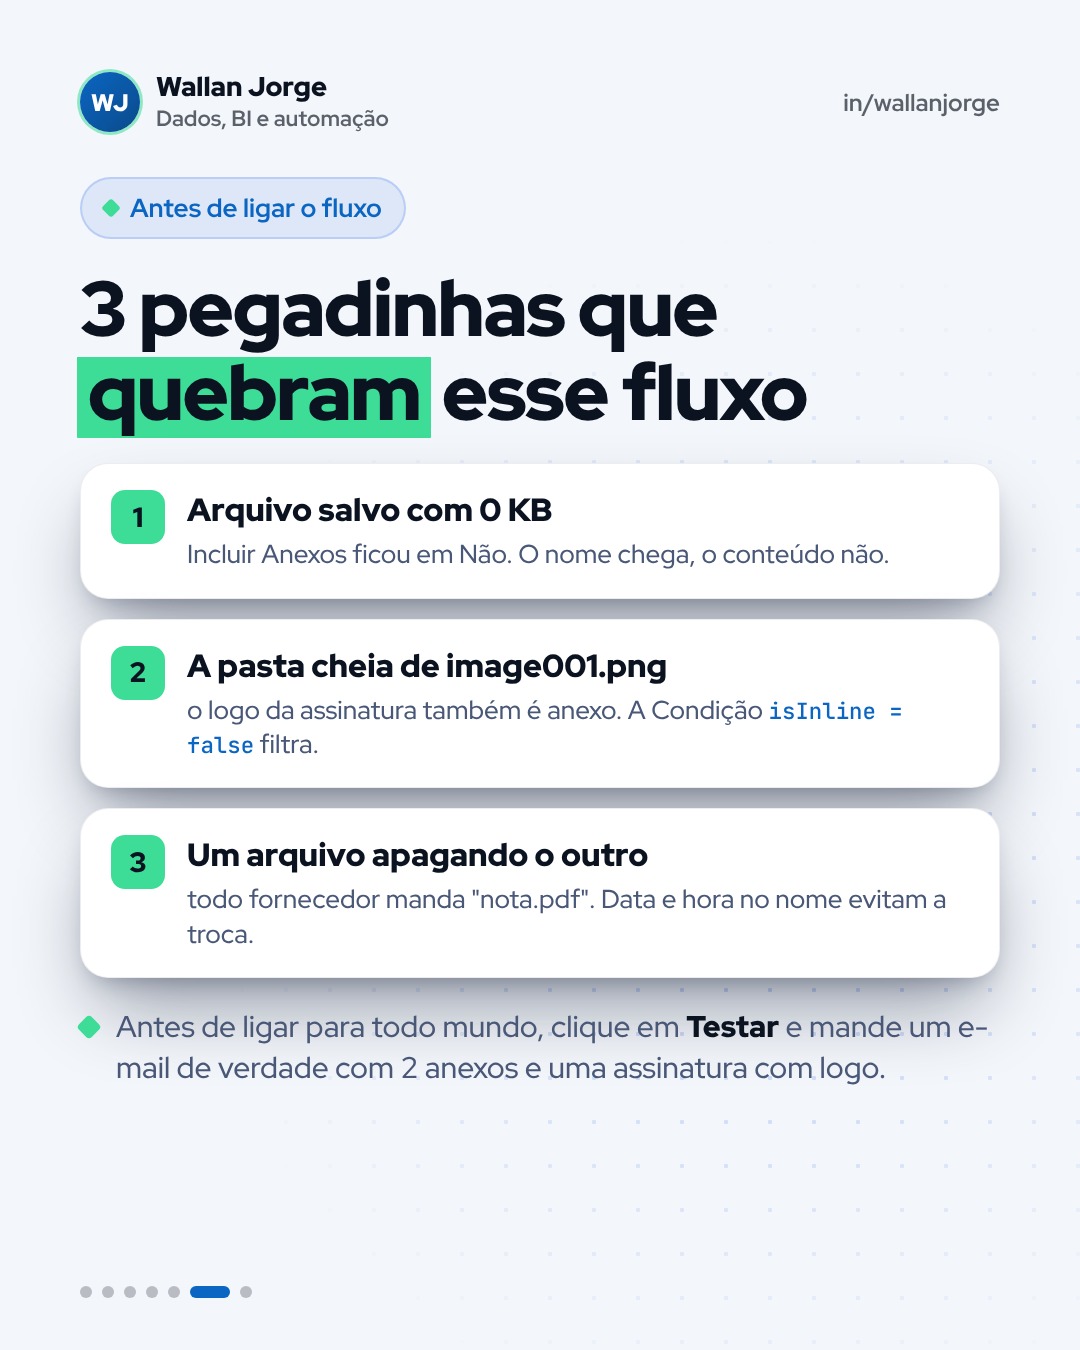 WJ
Wallan Jorge
Dados, BI e automação
in/wallanjorge
Antes de ligar o fluxo
3 pegadinhas que
quebram esse fluxo
1
Arquivo salvo com 0 KB
Incluir Anexos ficou em Não. O nome chega, o conteúdo não.
2
A pasta cheia de image001.png
o logo da assinatura também é anexo. A Condição isInline =
false filtra.
3
Um arquivo apagando o outro
todo fornecedor manda "nota.pdf". Data e hora no nome evitam a
troca.
Antes de ligar para todo mundo, clique em Testar e mande um e-
mail de verdade com 2 anexos e uma assinatura com logo.